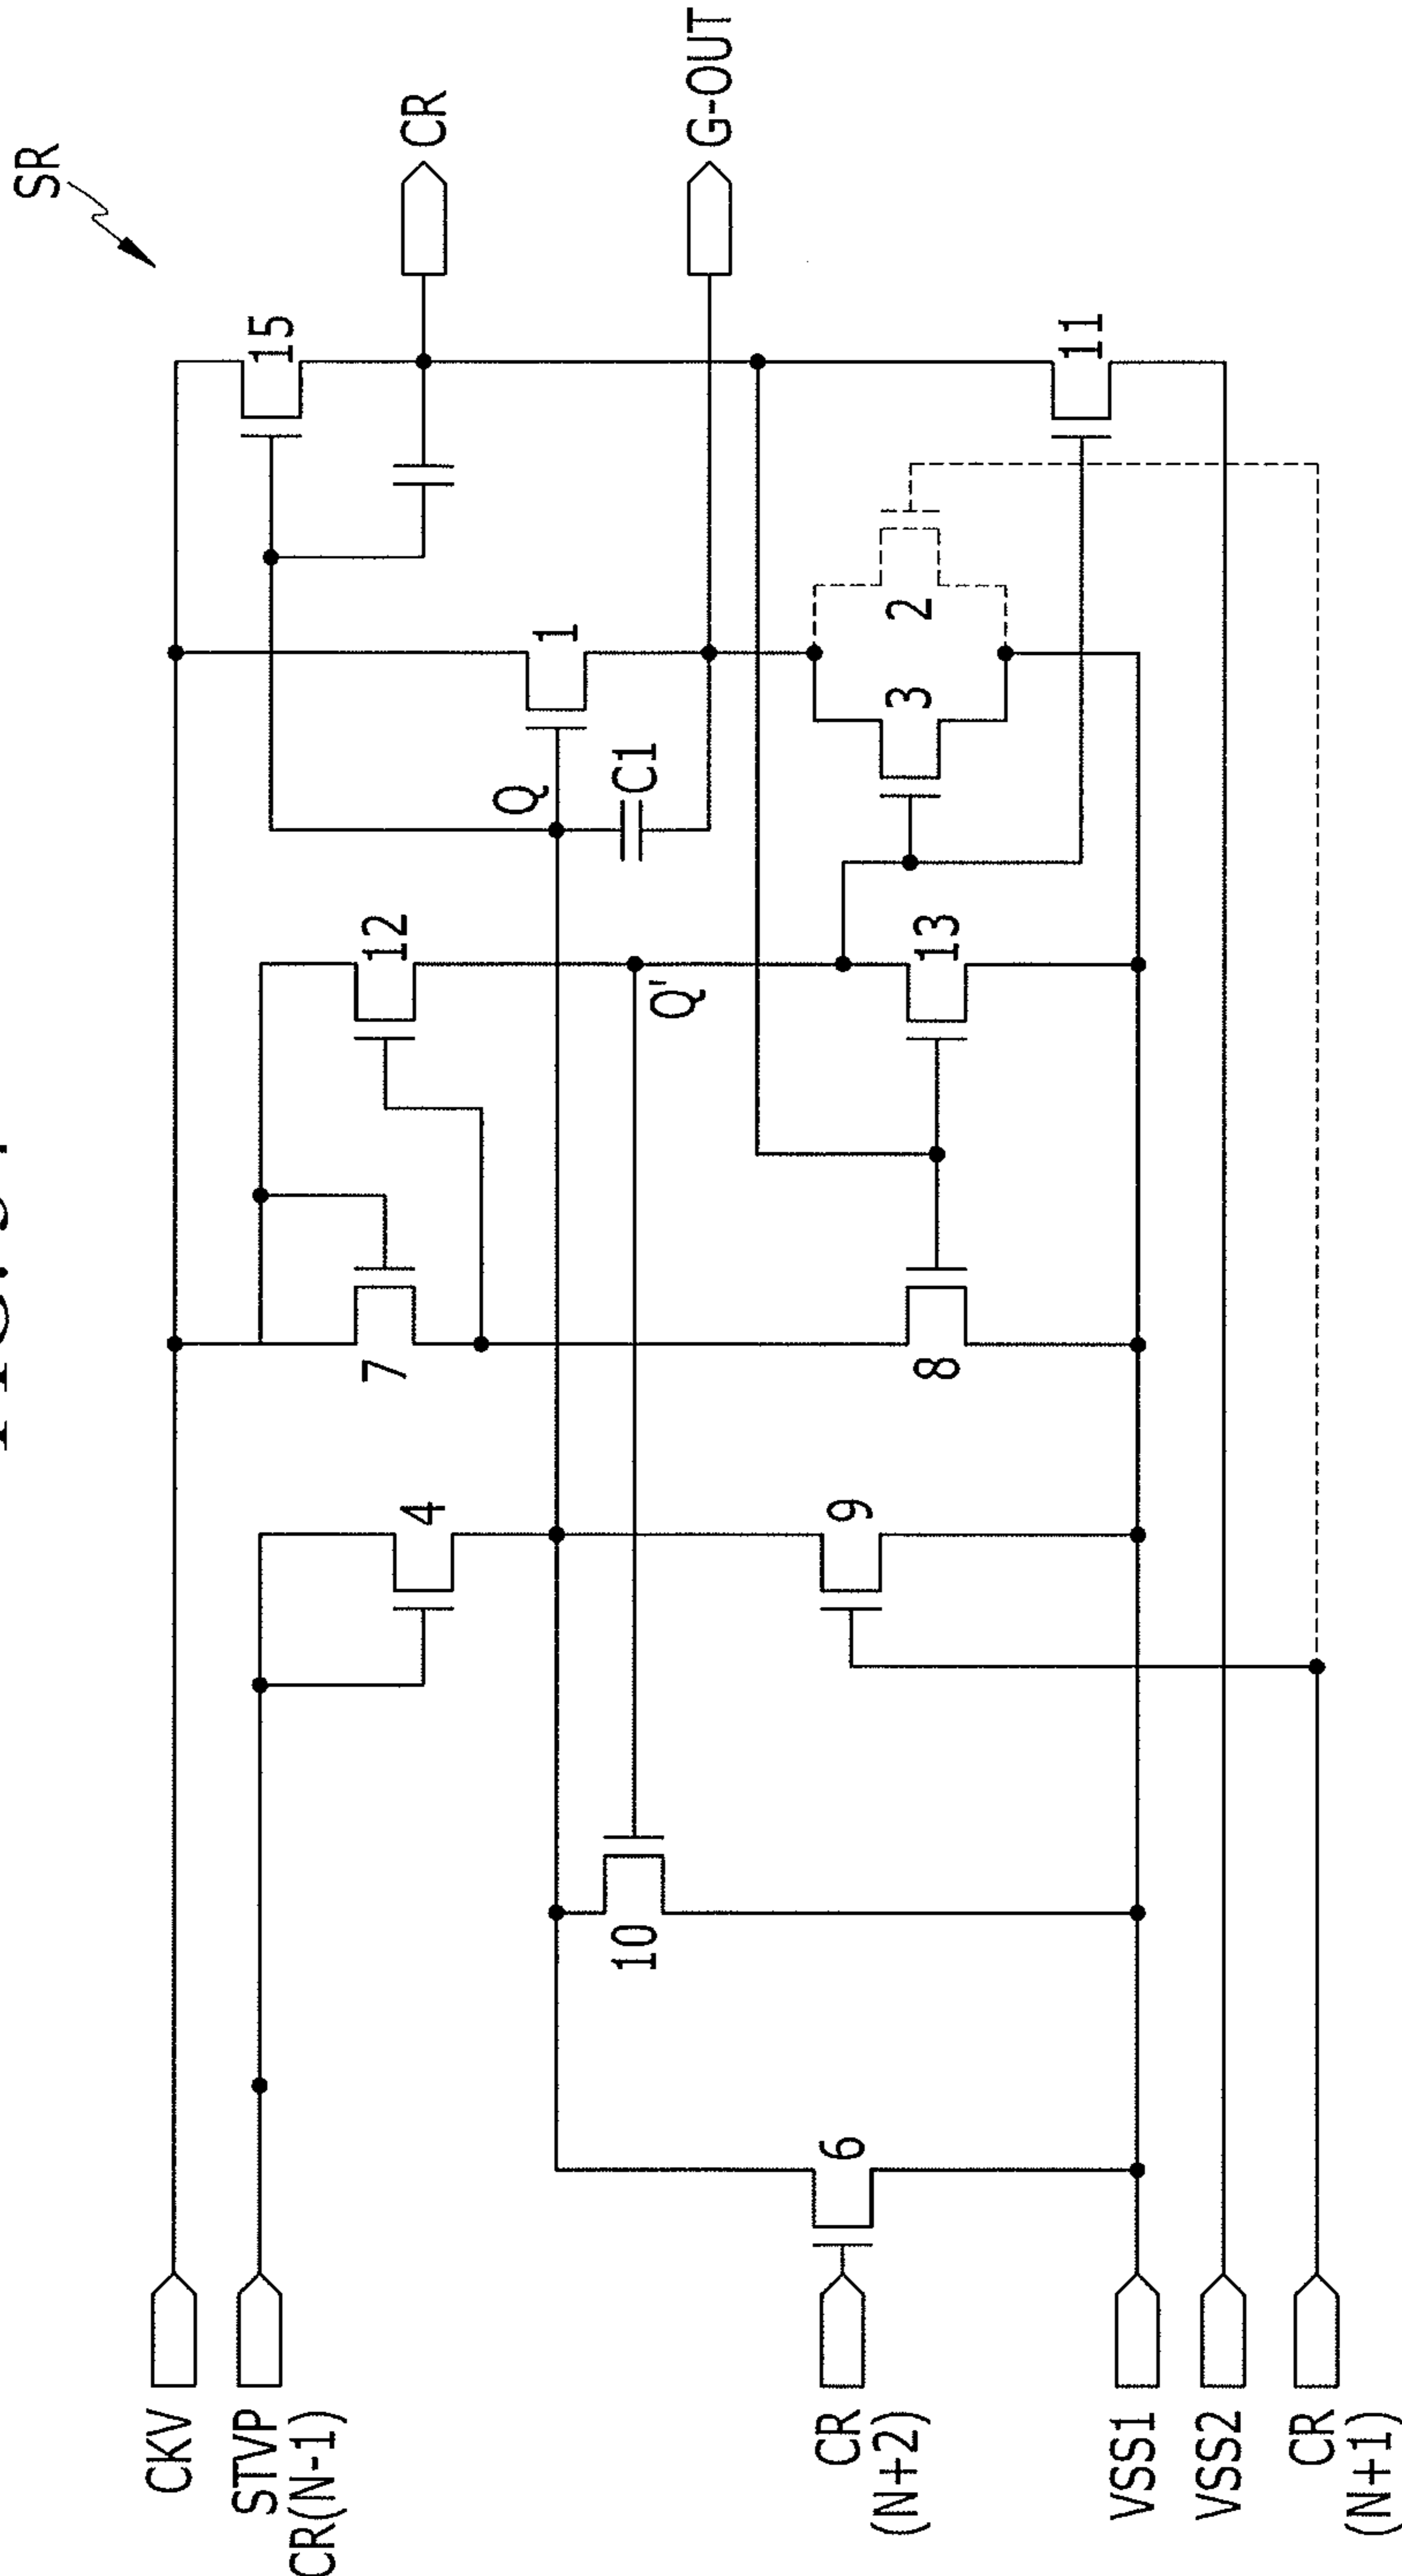 SR
CKV
STVP
CR(N-1)
CR
(N+2)
VSS1
VSS2
CR
(N+1)
CR
G-OUT
15
1
Q
C1
12
Q'
7
4
10
6
9
8
13
3
2
11